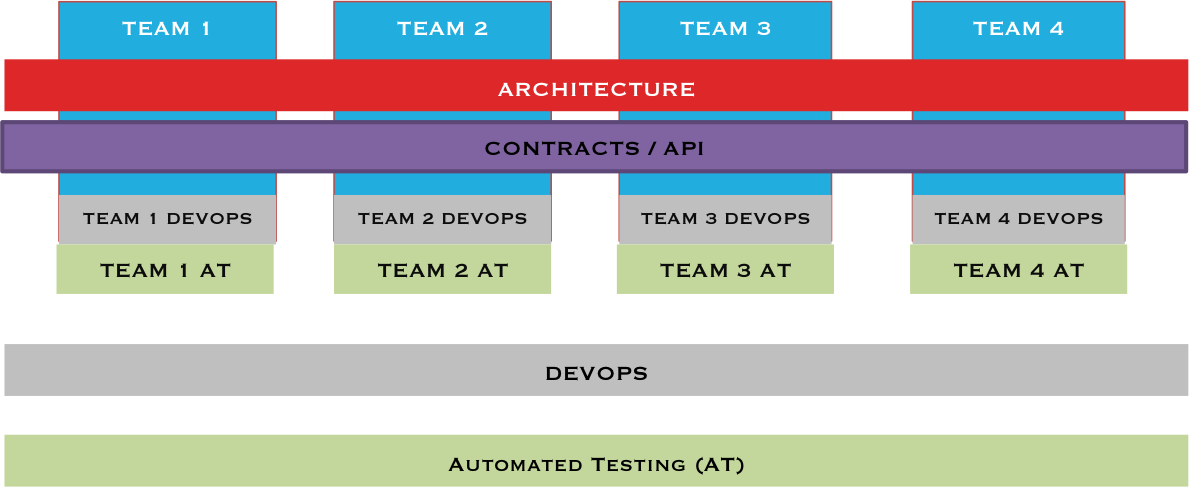 TEAM 1
TEAM 2
TEAM 3
TEAM 4
ARCHITECTURE
CONTRACTS / API
TEAM 1 DEVOPS
TEAM 2 DEVOPS
TEAM 3 DEVOPS
TEAM 4 DEVOPS
TEAM 1 AT
TEAM 2 AT
TEAM 3 AT
TEAM 4 AT
DEVOPS
AUTOMATED TESTING (AT)